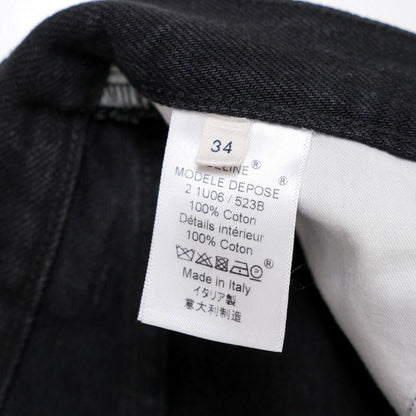 34
ELINE®
MODELE DEPOSE®
2 1U06 / 523B
100% Coton
Détails intérieur
100% Coton
®
Made in Italy
イタリア製
意大利制造